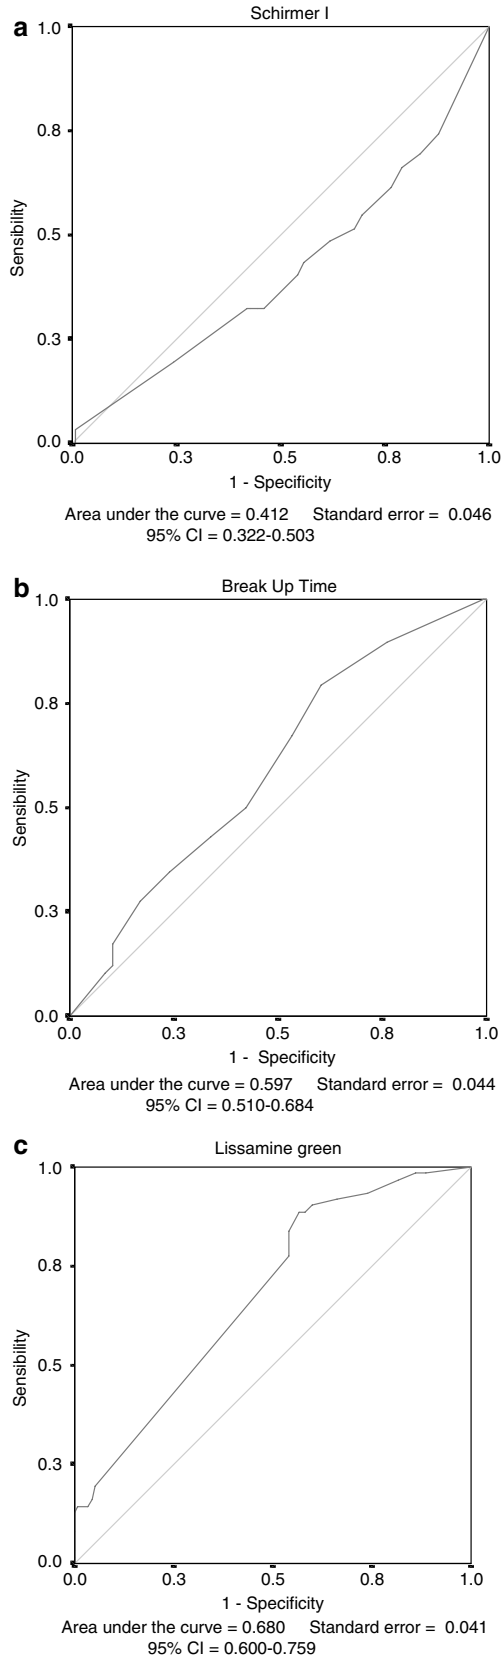 a
Schirmer I
1.0
0.8
0.5
0.3
0.0
Sensibility
0.0 0.3 0.5 0.8 1.0
1 - Specificity
Area under the curve = 0.412 Standard error = 0.046
95% CI = 0.322-0.503
b
Break Up Time
1.0
0.8
0.5
0.3
0.0
Sensibility
0.0 0.3 0.5 0.8 1.0
1 - Specificity
Area under the curve = 0.597 Standard error = 0.044
95% CI = 0.510-0.684
c
Lissamine green
1.0
0.8
0.5
0.3
0.0
Sensibility
0.0 0.3 0.5 0.8 1.0
1 - Specificity
Area under the curve = 0.680 Standard error = 0.041
95% CI = 0.600-0.759